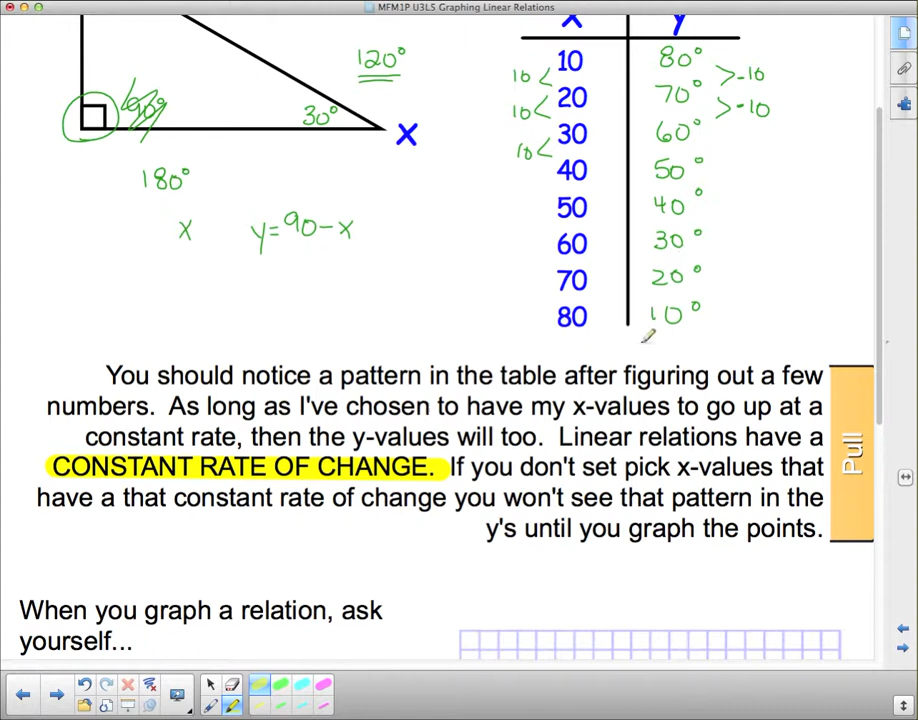 MFM1P U3L5 Graphing Linear Relations
x y
120°
10 80°
10 < > -10
20 70°
90°
30°
10 < > -10
30 60°
x
10 <
40 50°
180°
50 40°
x y=90-x
60 30°
70 20°
80 10°
You should notice a pattern in the table after figuring out a few
numbers. As long as I've chosen to have my x-values to go up at a
constant rate, then the y-values will too. Linear relations have a
CONSTANT RATE OF CHANGE. If you don't set pick x-values that
have a that constant rate of change you won't see that pattern in the
y's until you graph the points.
Pull
When you graph a relation, ask
yourself...